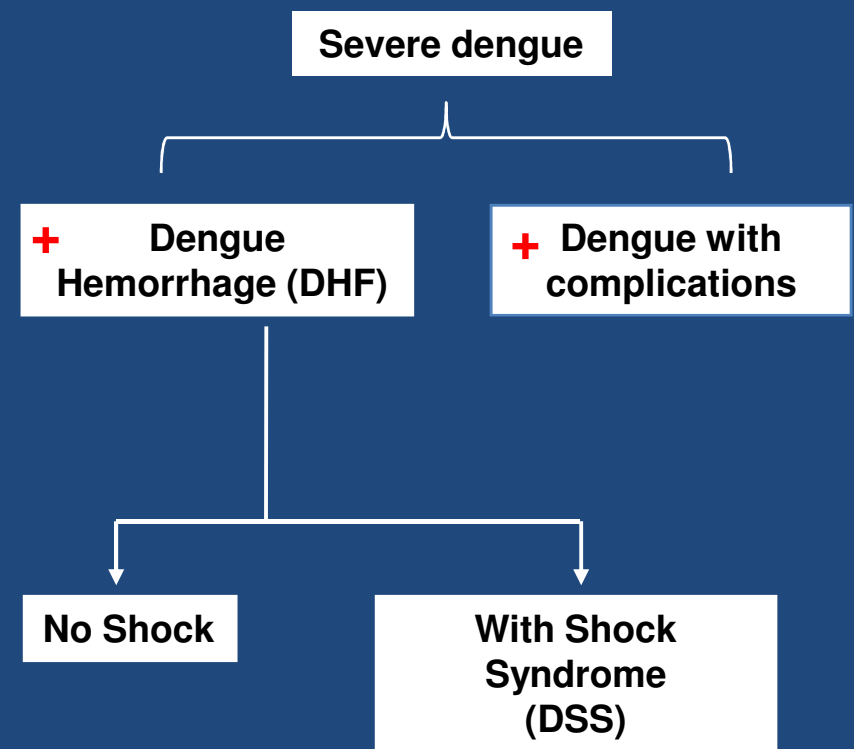 Severe dengue
+ Dengue
Hemorrhage (DHF)
+ Dengue with
complications
No Shock
With Shock
Syndrome
(DSS)